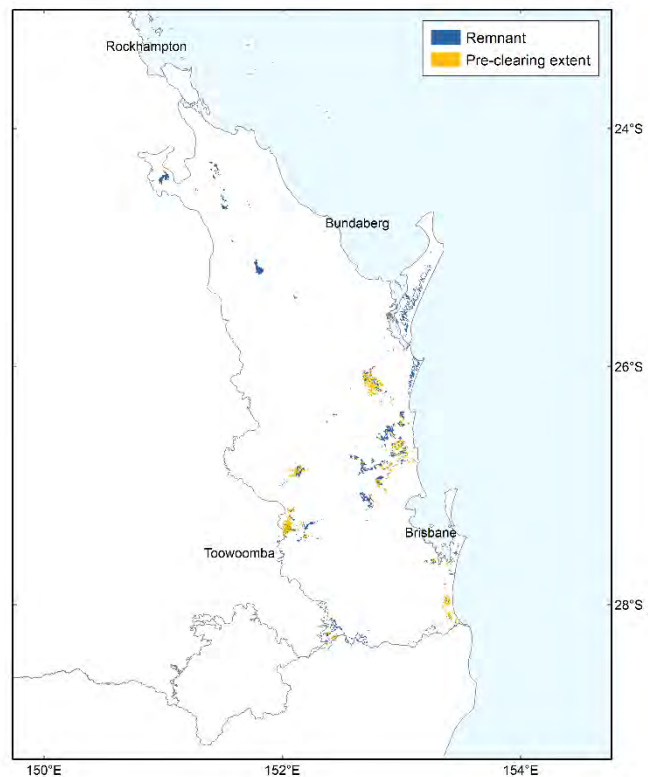 Rockhampton
Remnant
Pre-clearing extent
24°S
Bundaberg
26°S
Brisbane
Toowoomba
28°S
150°E
152°E
154°E